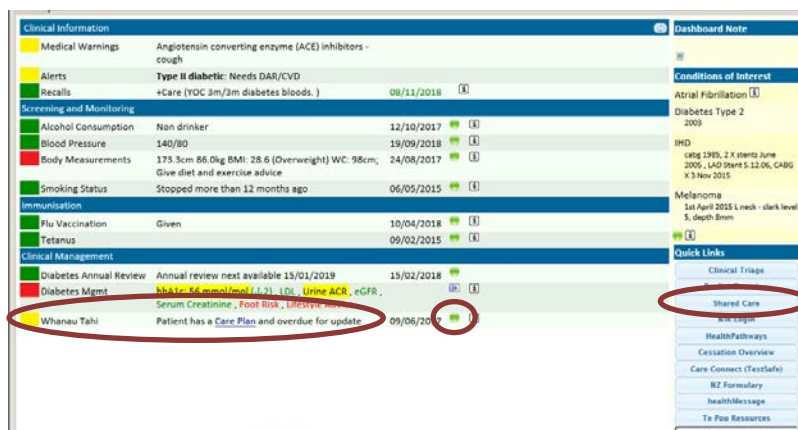 Clinical Information
Medical Warnings Angiotensin converting enzyme (ACE) inhibitors -
cough
Alerts Type II diabetic: Needs DAR/CVD
Recalls +Care (YOC 3m/3m diabetes bloods. ) 08/11/2018
Screening and Monitoring
Alcohol Consumption Non drinker 12/10/2017
Blood Pressure 140/80 19/09/2018
Body Measurements 173.3cm 86.0kg BMI: 28.6 (Overweight) WC: 98cm; 24/08/2017
Give diet and exercise advice
Smoking Status Stopped more than 12 months ago 06/05/2015
Immunisation
Flu Vaccination Given 10/04/2018
Tetanus 09/02/2015
Clinical Management
Diabetes Annual Review Annual review next available 15/01/2019 15/02/2018
Diabetes Mgmt hbA1c: 56 mmol/mol (↓2) , LDL , Urine ACR , eGFR ,
Serum Creatinine , Foot Risk , Lifestyle
Whanau Tahi Patient has a Care Plan and overdue for update 09/06/2017
Dashboard Note
Conditions of Interest
Atrial Fibrillation
Diabetes Type 2
2003
IHD
cabg 1985, 2 X stents June
2005 , LAD Stent 5.12.06, CABG
X 3 Nov 2015
Melanoma
1st April 2015 L neck - clark level
5, depth 8mm
Quick Links
Clinical Triage
Shared Care
HealthPathways
Cessation Overview
Care Connect (TestSafe)
NZ Formulary
healthMessage
Te Pou Resources